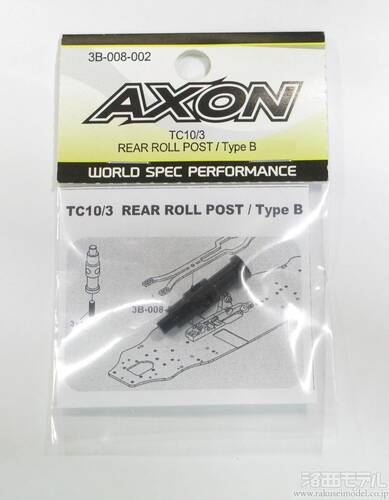 3B-008-002
AXON
TC10/3
REAR ROLL POST / Type B
WORLD SPEC PERFORMANCE
TC10/3 REAR ROLL POST / Type B
3B-008-
洛西モデル
www.rakuseimodel.co.jp